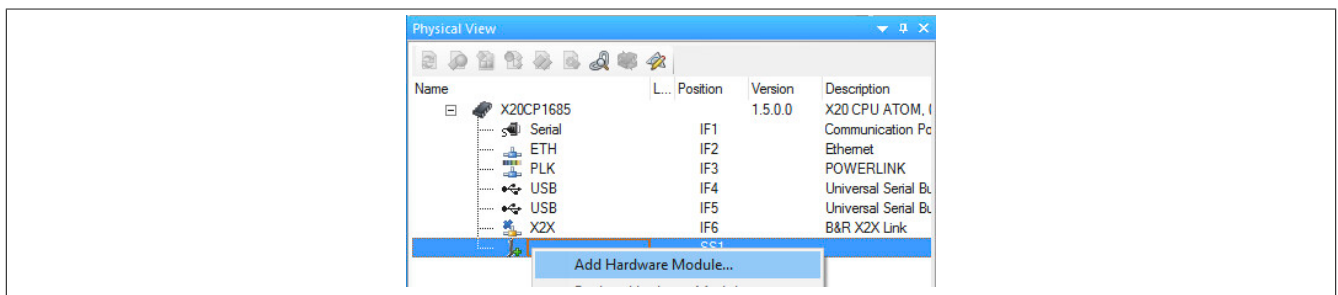 Physical View
Name L... Position Version Description
X20CP1685 1.5.0.0 X20 CPU ATOM, (
Serial IF1 Communication Po
ETH IF2 Ethernet
PLK IF3 POWERLINK
USB IF4 Universal Serial Bu
USB IF5 Universal Serial Bu
X2X IF6 B&R X2X Link
SS1
Add Hardware Module...